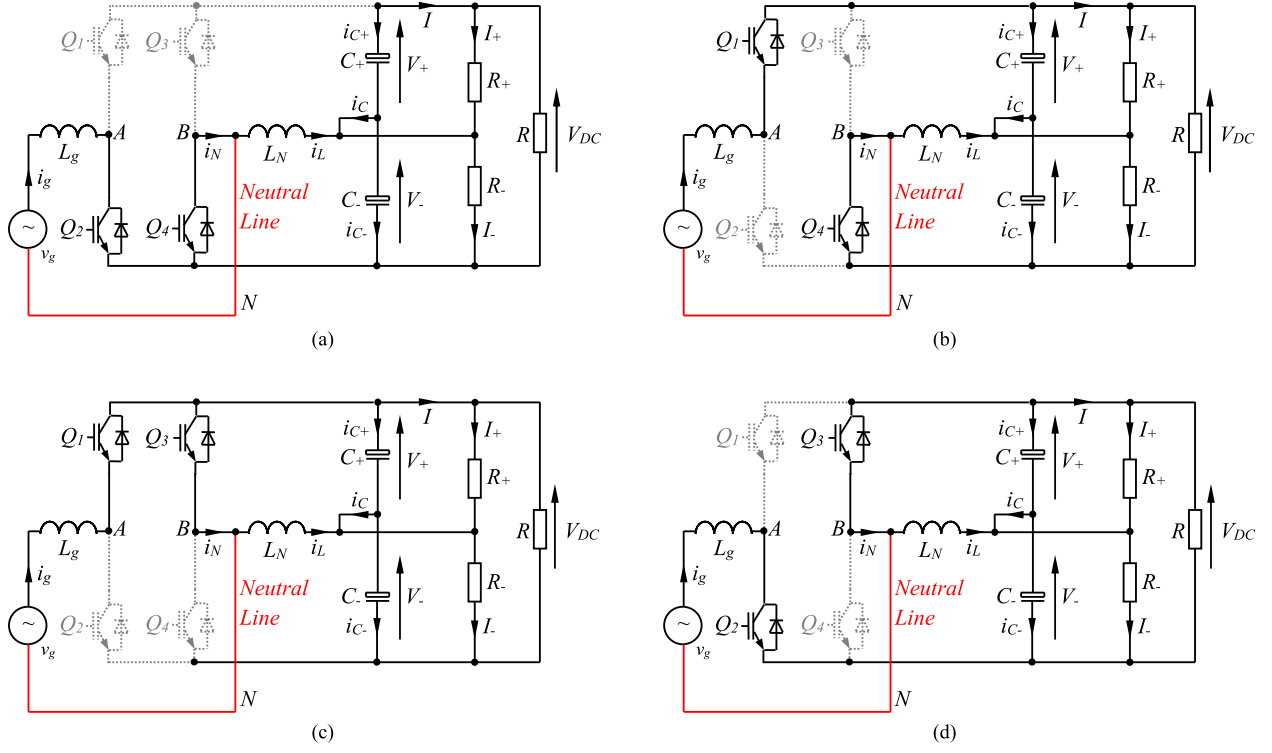 Q1 Q3 iC+ C+ V+ I I+ R+
Lg A B iN LN iL iC R VDC
ig Neutral Line
vg ~ Q2 Q4 C- iC- V- R- I-
N
(a)
Q1 Q3 iC+ C+ V+ I I+ R+
Lg A B iN LN iL iC R VDC
ig Neutral Line
vg ~ Q2 Q4 C- iC- V- R- I-
N
(b)
Q1 Q3 iC+ C+ V+ I I+ R+
Lg A B iN LN iL iC R VDC
ig Neutral Line
vg ~ Q2 Q4 C- iC- V- R- I-
N
(c)
Q1 Q3 iC+ C+ V+ I I+ R+
Lg A B iN LN iL iC R VDC
ig Neutral Line
vg ~ Q2 Q4 C- iC- V- R- I-
N
(d)